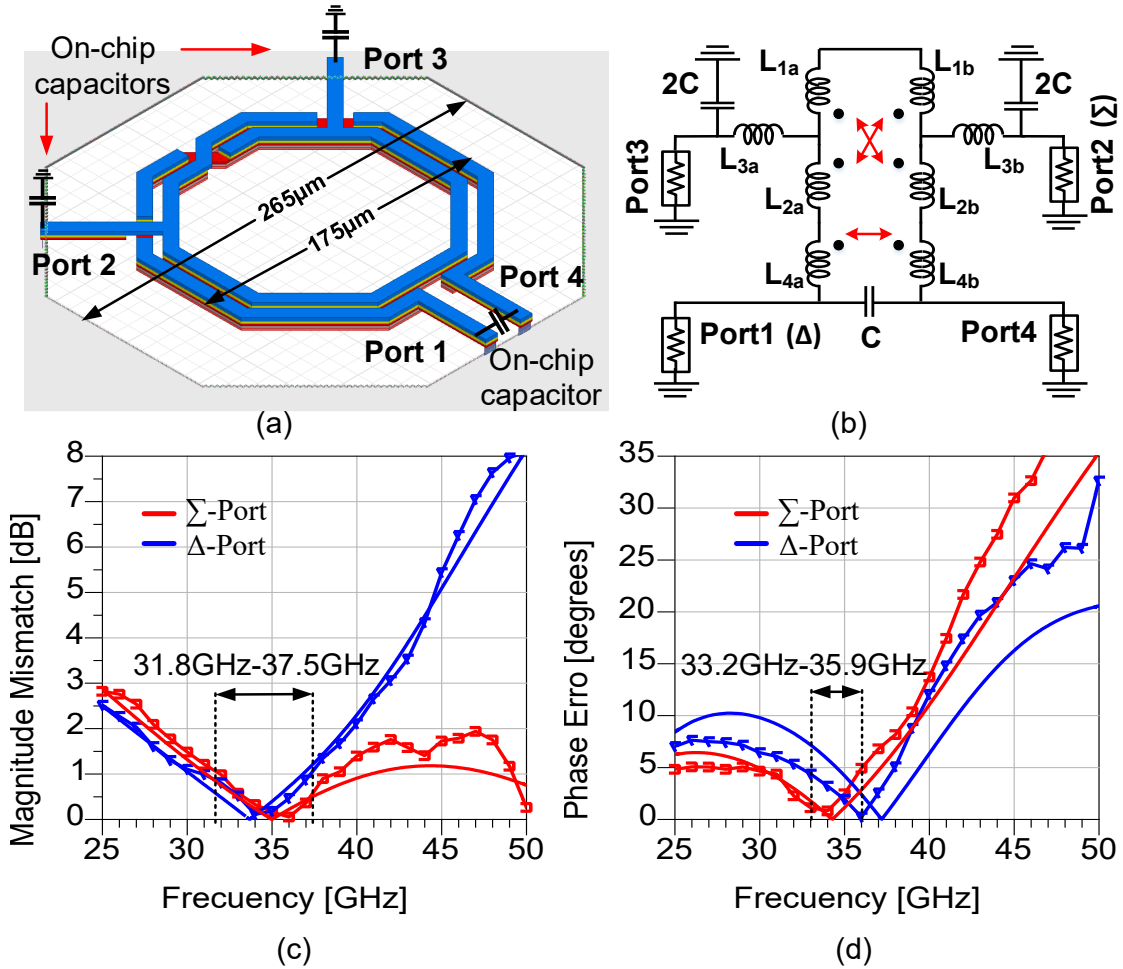 On-chip
capacitors
Port 3
265µm
175µm
Port 2
Port 4
Port 1
On-chip
capacitor
(a)
L1a
L1b
2C
2C
Port3
L3a
L3b
Port2 (Σ)
L2a
L2b
L4a
L4b
Port1 (Δ)
C
Port4
(b)
Magnitude Mismatch [dB]
8
7
6
5
4
3
2
1
0
Σ-Port
Δ-Port
31.8GHz-37.5GHz
25 30 35 40 45 50
Frecuency [GHz]
(c)
Phase Erro [degrees]
35
30
25
20
15
10
5
0
Σ-Port
Δ-Port
33.2GHz-35.9GHz
25 30 35 40 45 50
Frecuency [GHz]
(d)